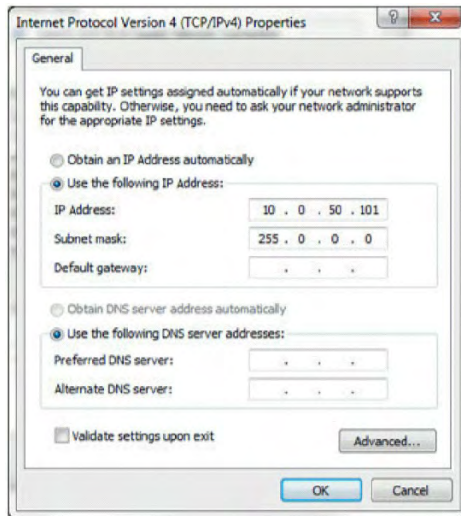 Internet Protocol Version 4 (TCP/IPv4) Properties
General
You can get IP settings assigned automatically if your network supports
this capability. Otherwise, you need to ask your network administrator
for the appropriate IP settings.
Obtain an IP Address automatically
Use the following IP Address:
IP Address: 10 . 0 . 50 . 101
Subnet mask: 255 . 0 . 0 . 0
Default gateway: . . .
Obtain DNS server address automatically
Use the following DNS server addresses:
Preferred DNS server: . . .
Alternate DNS server: . . .
Validate settings upon exit
Advanced...
OK Cancel